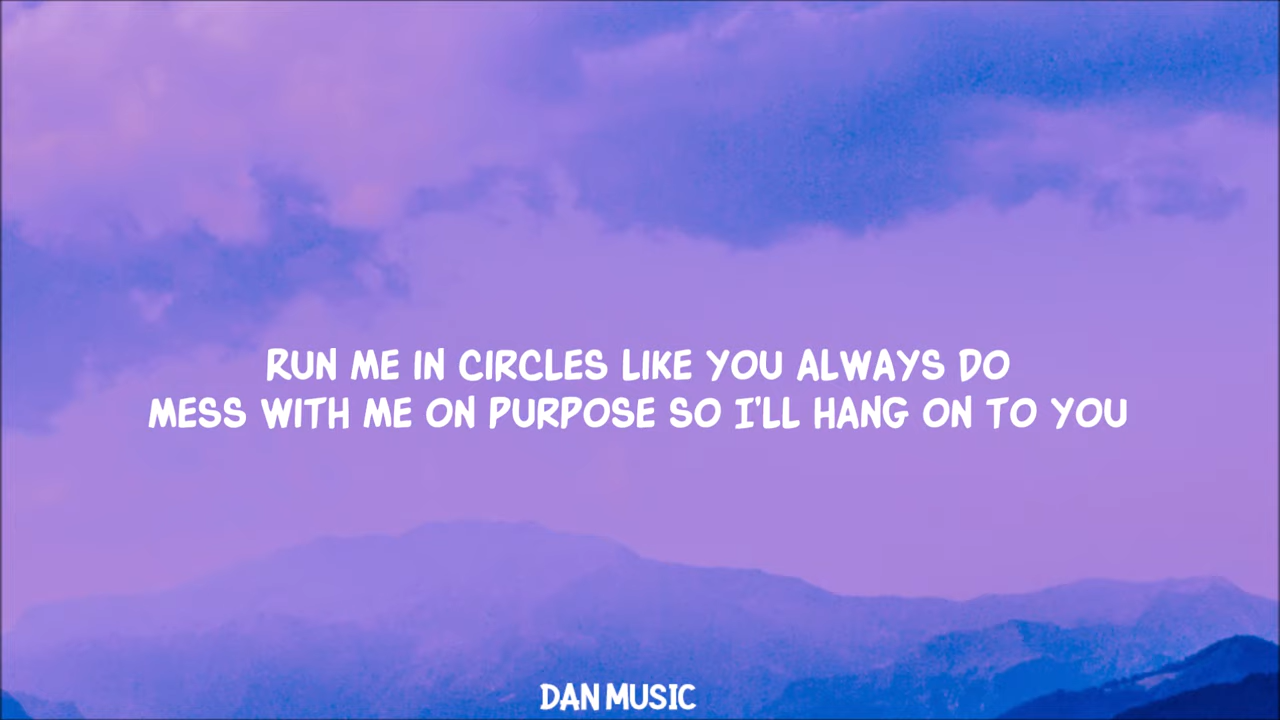 RUN ME IN CIRCLES LIKE YOU ALWAYS DO
MESS WITH ME ON PURPOSE SO I'LL HANG ON TO YOU
DAN MUSIC